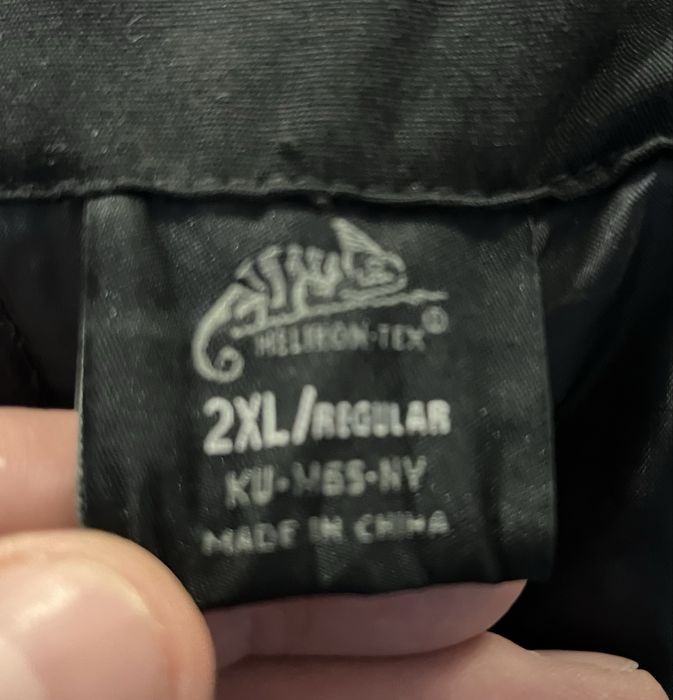 HELIKON-TEX®
2XL/REGULAR
KU-M65-NY
MADE IN CHINA